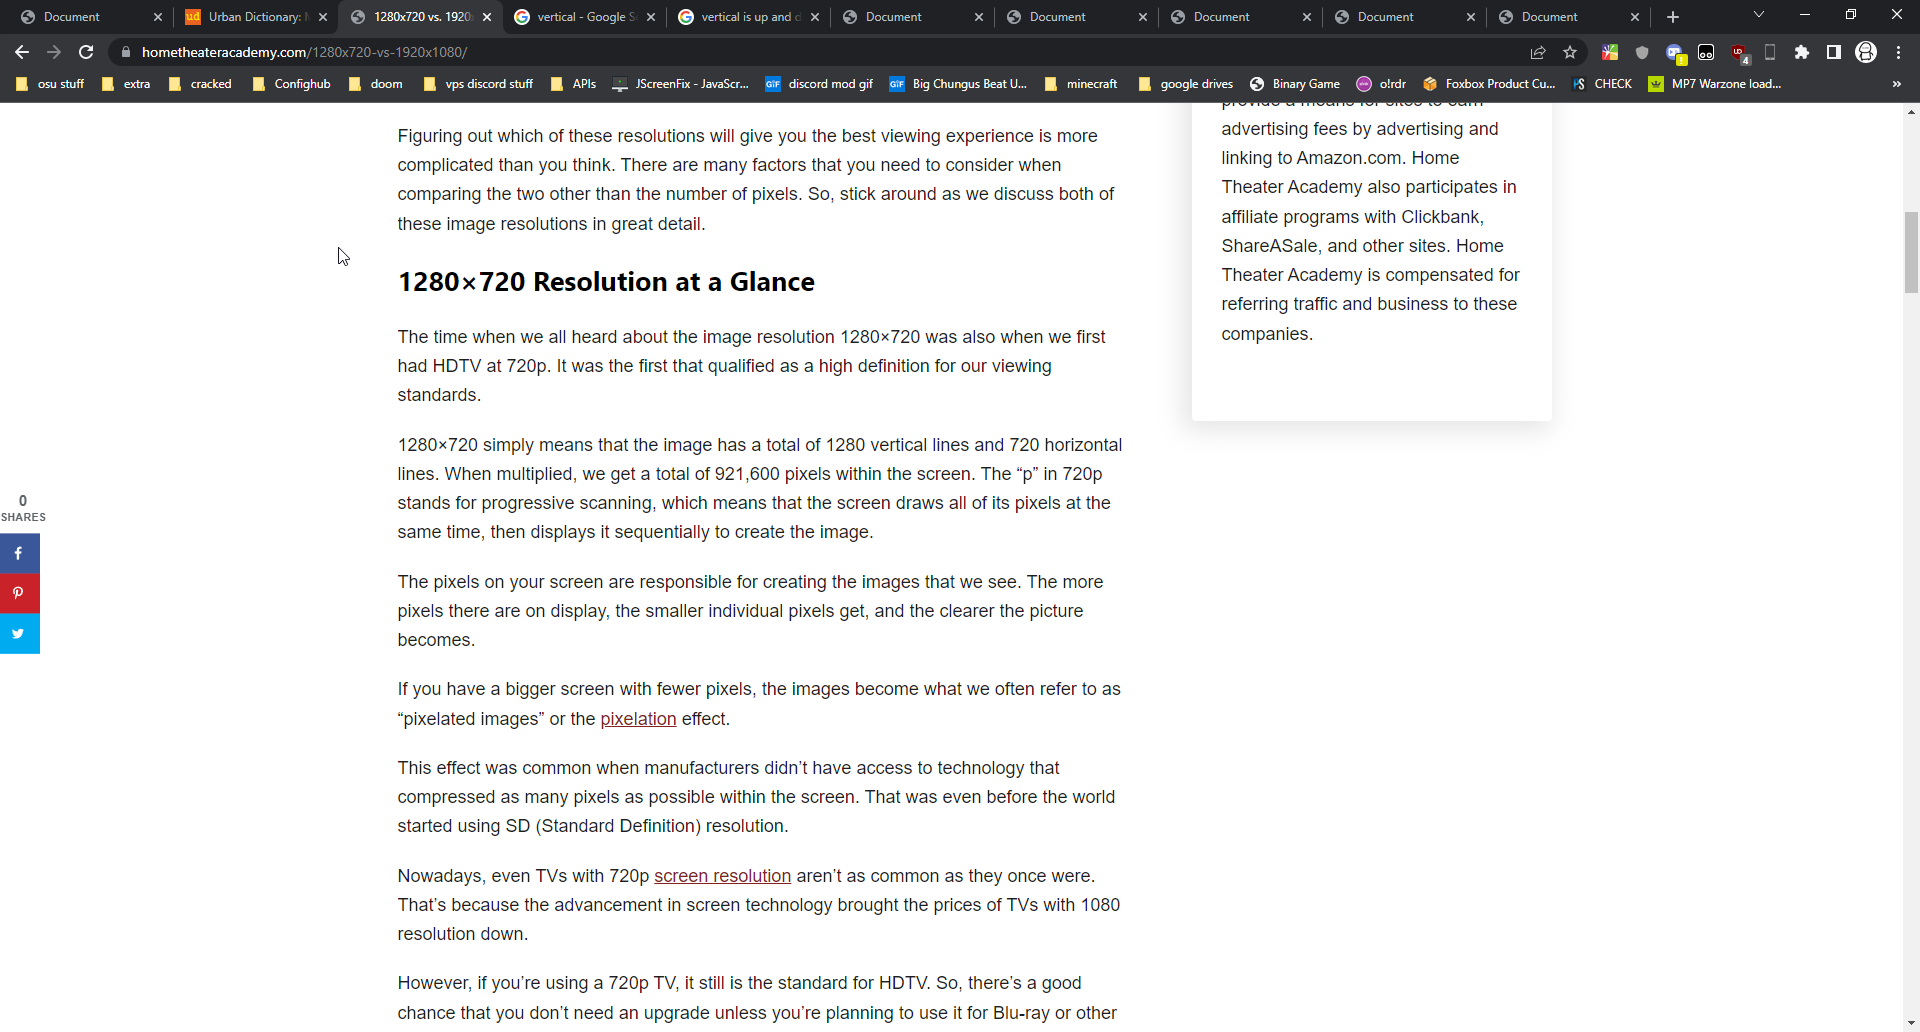 Document
Urban Dictionary:
1280x720 vs. 1920
vertical - Google S
vertical is up and d
Document
Document
Document
Document
Document
hometheateracademy.com/1280x720-vs-1920x1080/
4
osu stuff
extra
cracked
Confighub
doom
vps discord stuff
APIs
JScreenFix - JavaScr...
GIF
discord mod gif
GIF
Big Chungus Beat U...
minecraft
google drives
Binary Game
o!rdr
Foxbox Product Cu...
CHECK
MP7 Warzone load...
Figuring out which of these resolutions will give you the best viewing experience is more
complicated than you think. There are many factors that you need to consider when
comparing the two other than the number of pixels. So, stick around as we discuss both of
these image resolutions in great detail.
1280×720 Resolution at a Glance
The time when we all heard about the image resolution 1280×720 was also when we first
had HDTV at 720p. It was the first that qualified as a high definition for our viewing
standards.
1280×720 simply means that the image has a total of 1280 vertical lines and 720 horizontal
lines. When multiplied, we get a total of 921,600 pixels within the screen. The “p” in 720p
stands for progressive scanning, which means that the screen draws all of its pixels at the
same time, then displays it sequentially to create the image.
The pixels on your screen are responsible for creating the images that we see. The more
pixels there are on display, the smaller individual pixels get, and the clearer the picture
becomes.
If you have a bigger screen with fewer pixels, the images become what we often refer to as
“pixelated images” or the pixelation effect.
This effect was common when manufacturers didn’t have access to technology that
compressed as many pixels as possible within the screen. That was even before the world
started using SD (Standard Definition) resolution.
Nowadays, even TVs with 720p screen resolution aren’t as common as they once were.
That’s because the advancement in screen technology brought the prices of TVs with 1080
resolution down.
However, if you’re using a 720p TV, it still is the standard for HDTV. So, there’s a good
chance that you don’t need an upgrade unless you’re planning to use it for Blu-ray or other
provide a means for sites to earn
advertising fees by advertising and
linking to Amazon.com. Home
Theater Academy also participates in
affiliate programs with Clickbank,
ShareASale, and other sites. Home
Theater Academy is compensated for
referring traffic and business to these
companies.
0
SHARES